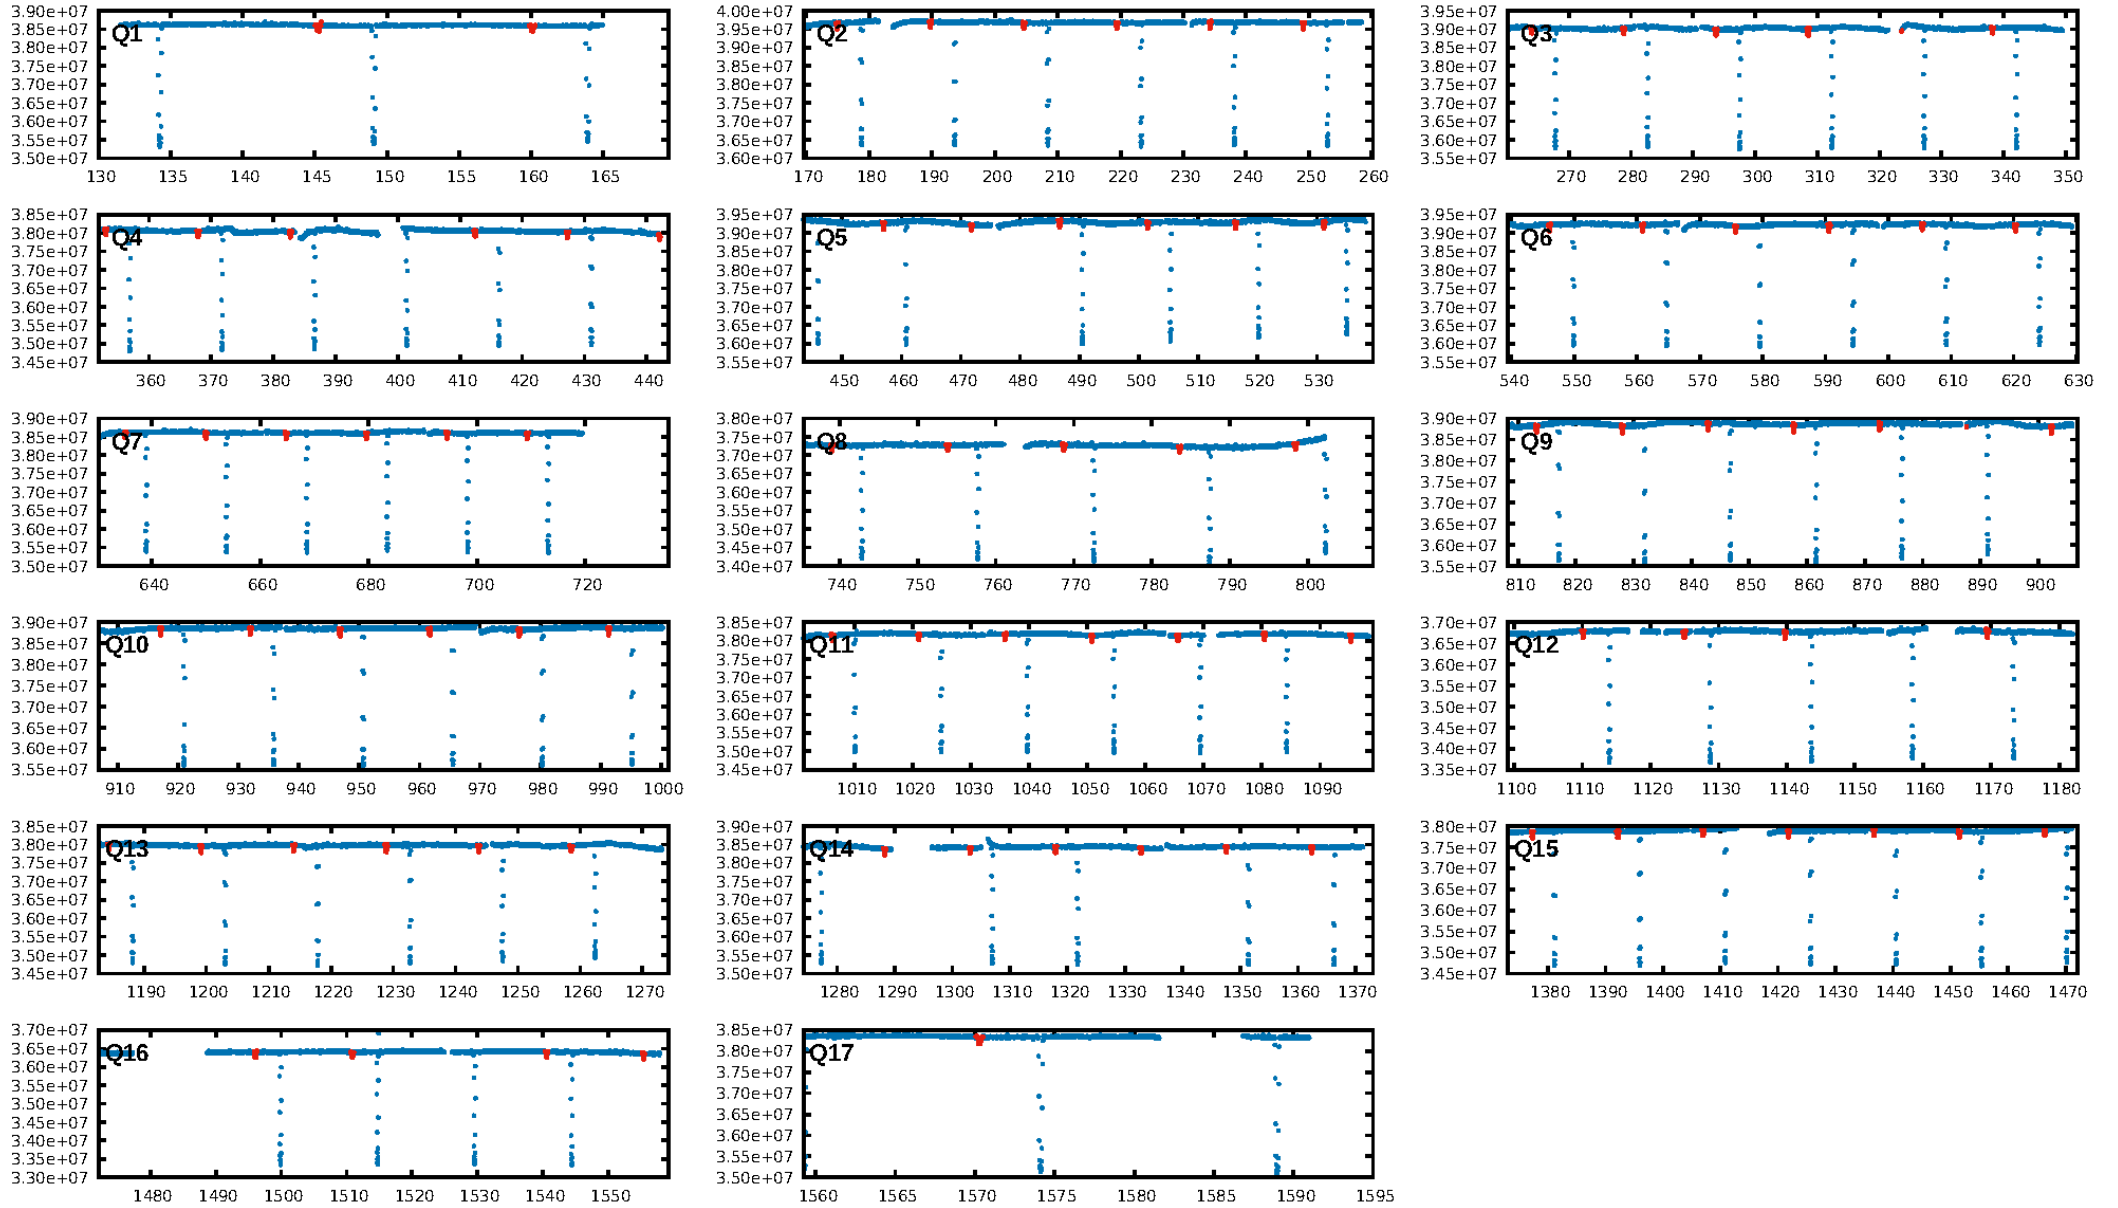 3.90e+07 3.85e+07 3.80e+07 3.75e+07 3.70e+07 3.65e+07 3.60e+07 3.55e+07 3.50e+07
Q1
130 135 140 145 150 155 160 165
4.00e+07 3.95e+07 3.90e+07 3.85e+07 3.80e+07 3.75e+07 3.70e+07 3.65e+07 3.60e+07
Q2
170 180 190 200 210 220 230 240 250 260
3.95e+07 3.90e+07 3.85e+07 3.80e+07 3.75e+07 3.70e+07 3.65e+07 3.60e+07 3.55e+07
Q3
270 280 290 300 310 320 330 340 350
3.85e+07 3.80e+07 3.75e+07 3.70e+07 3.65e+07 3.60e+07 3.55e+07 3.50e+07 3.45e+07
Q4
360 370 380 390 400 410 420 430 440
3.95e+07 3.90e+07 3.85e+07 3.80e+07 3.75e+07 3.70e+07 3.65e+07 3.60e+07 3.55e+07
Q5
450 460 470 480 490 500 510 520 530
3.95e+07 3.90e+07 3.85e+07 3.80e+07 3.75e+07 3.70e+07 3.65e+07 3.60e+07 3.55e+07
Q6
540 550 560 570 580 590 600 610 620 630
3.90e+07 3.85e+07 3.80e+07 3.75e+07 3.70e+07 3.65e+07 3.60e+07 3.55e+07 3.50e+07
Q7
640 660 680 700 720
3.80e+07 3.75e+07 3.70e+07 3.65e+07 3.60e+07 3.55e+07 3.50e+07 3.45e+07 3.40e+07
Q8
740 750 760 770 780 790 800
3.90e+07 3.85e+07 3.80e+07 3.75e+07 3.70e+07 3.65e+07 3.60e+07 3.55e+07
Q9
810 820 830 840 850 860 870 880 890 900
3.90e+07 3.85e+07 3.80e+07 3.75e+07 3.70e+07 3.65e+07 3.60e+07 3.55e+07
Q10
910 920 930 940 950 960 970 980 990 1000
3.85e+07 3.80e+07 3.75e+07 3.70e+07 3.65e+07 3.60e+07 3.55e+07 3.50e+07 3.45e+07
Q11
1010 1020 1030 1040 1050 1060 1070 1080 1090
3.70e+07 3.65e+07 3.60e+07 3.55e+07 3.50e+07 3.45e+07 3.40e+07 3.35e+07
Q12
1100 1110 1120 1130 1140 1150 1160 1170 1180
3.85e+07 3.80e+07 3.75e+07 3.70e+07 3.65e+07 3.60e+07 3.55e+07 3.50e+07 3.45e+07
Q13
1190 1200 1210 1220 1230 1240 1250 1260 1270
3.90e+07 3.85e+07 3.80e+07 3.75e+07 3.70e+07 3.65e+07 3.60e+07 3.55e+07 3.50e+07
Q14
1280 1290 1300 1310 1320 1330 1340 1350 1360 1370
3.80e+07 3.75e+07 3.70e+07 3.65e+07 3.60e+07 3.55e+07 3.50e+07 3.45e+07
Q15
1380 1390 1400 1410 1420 1430 1440 1450 1460 1470
3.70e+07 3.65e+07 3.60e+07 3.55e+07 3.50e+07 3.45e+07 3.40e+07 3.35e+07 3.30e+07
Q16
1480 1490 1500 1510 1520 1530 1540 1550
3.85e+07 3.80e+07 3.75e+07 3.70e+07 3.65e+07 3.60e+07 3.55e+07 3.50e+07
Q17
1560 1565 1570 1575 1580 1585 1590 1595